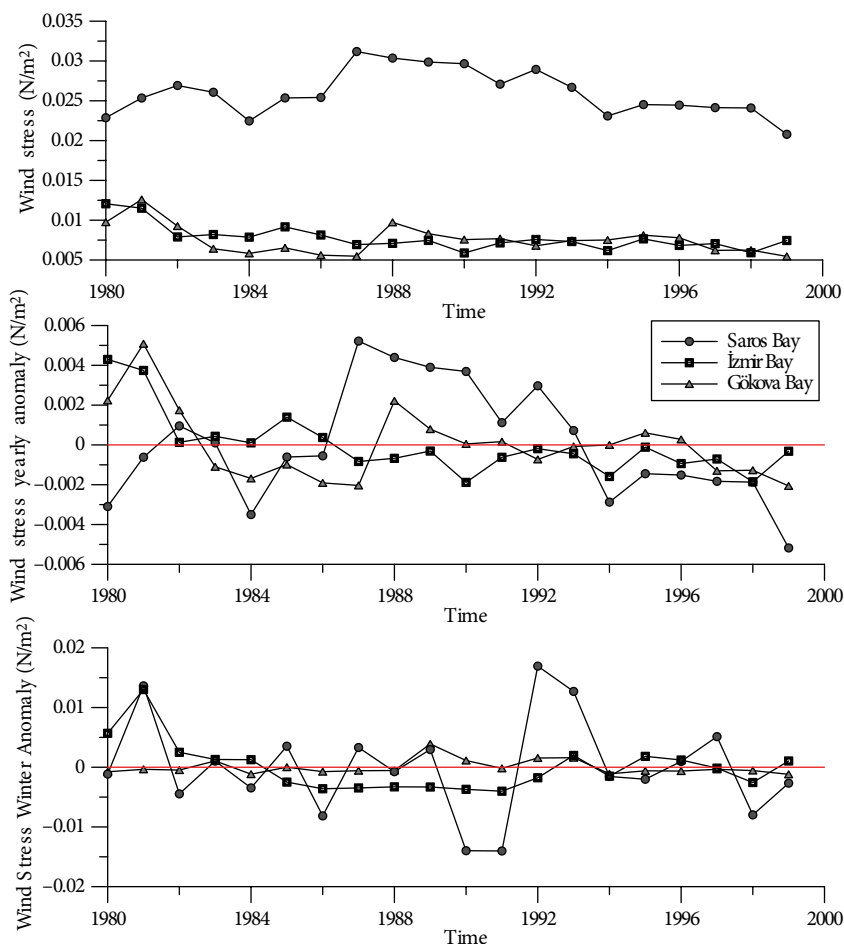 Wind stress (N/m²)
0.035
0.03
0.025
0.02
0.015
0.01
0.005
1980 1984 1988 1992 1996 2000
Time
Wind stress yearly anomaly (N/m²)
0.006
0.004
0.002
0
−0.002
−0.004
−0.006
Saros Bay
İzmir Bay
Gökova Bay
1980 1984 1988 1992 1996 2000
Time
Wind Stress Winter Anomaly (N/m²)
0.02
0.01
0
−0.01
−0.02
1980 1984 1988 1992 1996 2000
Time